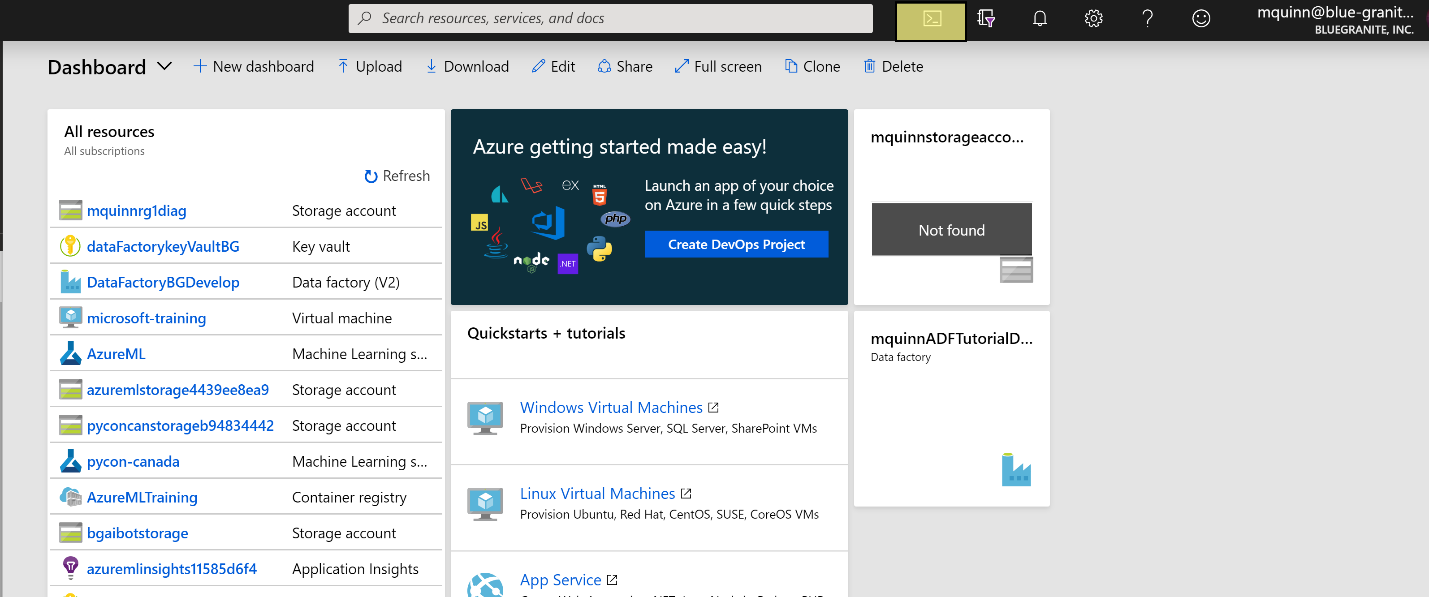 Search resources, services, and docs
mquinn@blue-granit...
BLUEGRANITE, INC.
Dashboard
New dashboard
Upload
Download
Edit
Share
Full screen
Clone
Delete
All resources
All subscriptions
Refresh
mquinnrg1diag Storage account
dataFactorykeyVaultBG Key vault
DataFactoryBGDevelop Data factory (V2)
microsoft-training Virtual machine
AzureML Machine Learning s...
azuremlstorage4439ee8ea9 Storage account
pyconcanstorageb94834442 Storage account
pycon-canada Machine Learning s...
AzureMLTraining Container registry
bgaibotstorage Storage account
azuremlinsights11585d6f4 Application Insights
Azure getting started made easy!
Launch an app of your choice
on Azure in a few quick steps
Create DevOps Project
ex
HTML
5
JS
php
node
.NET
Quickstarts + tutorials
Windows Virtual Machines
Provision Windows Server, SQL Server, SharePoint VMs
Linux Virtual Machines
Provision Ubuntu, Red Hat, CentOS, SUSE, CoreOS VMs
App Service
mquinnstorageacco...
Not found
mquinnADFTutorialD...
Data factory